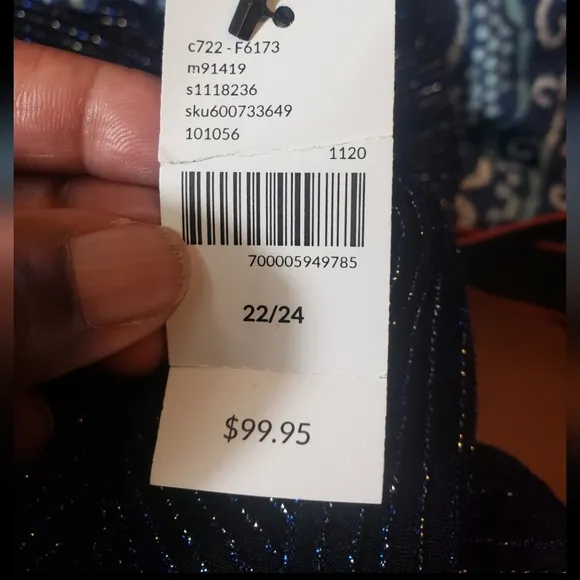 c722 - F6173
m91419
s1118236
sku600733649
101056
1120
700005949785
22/24
$99.95